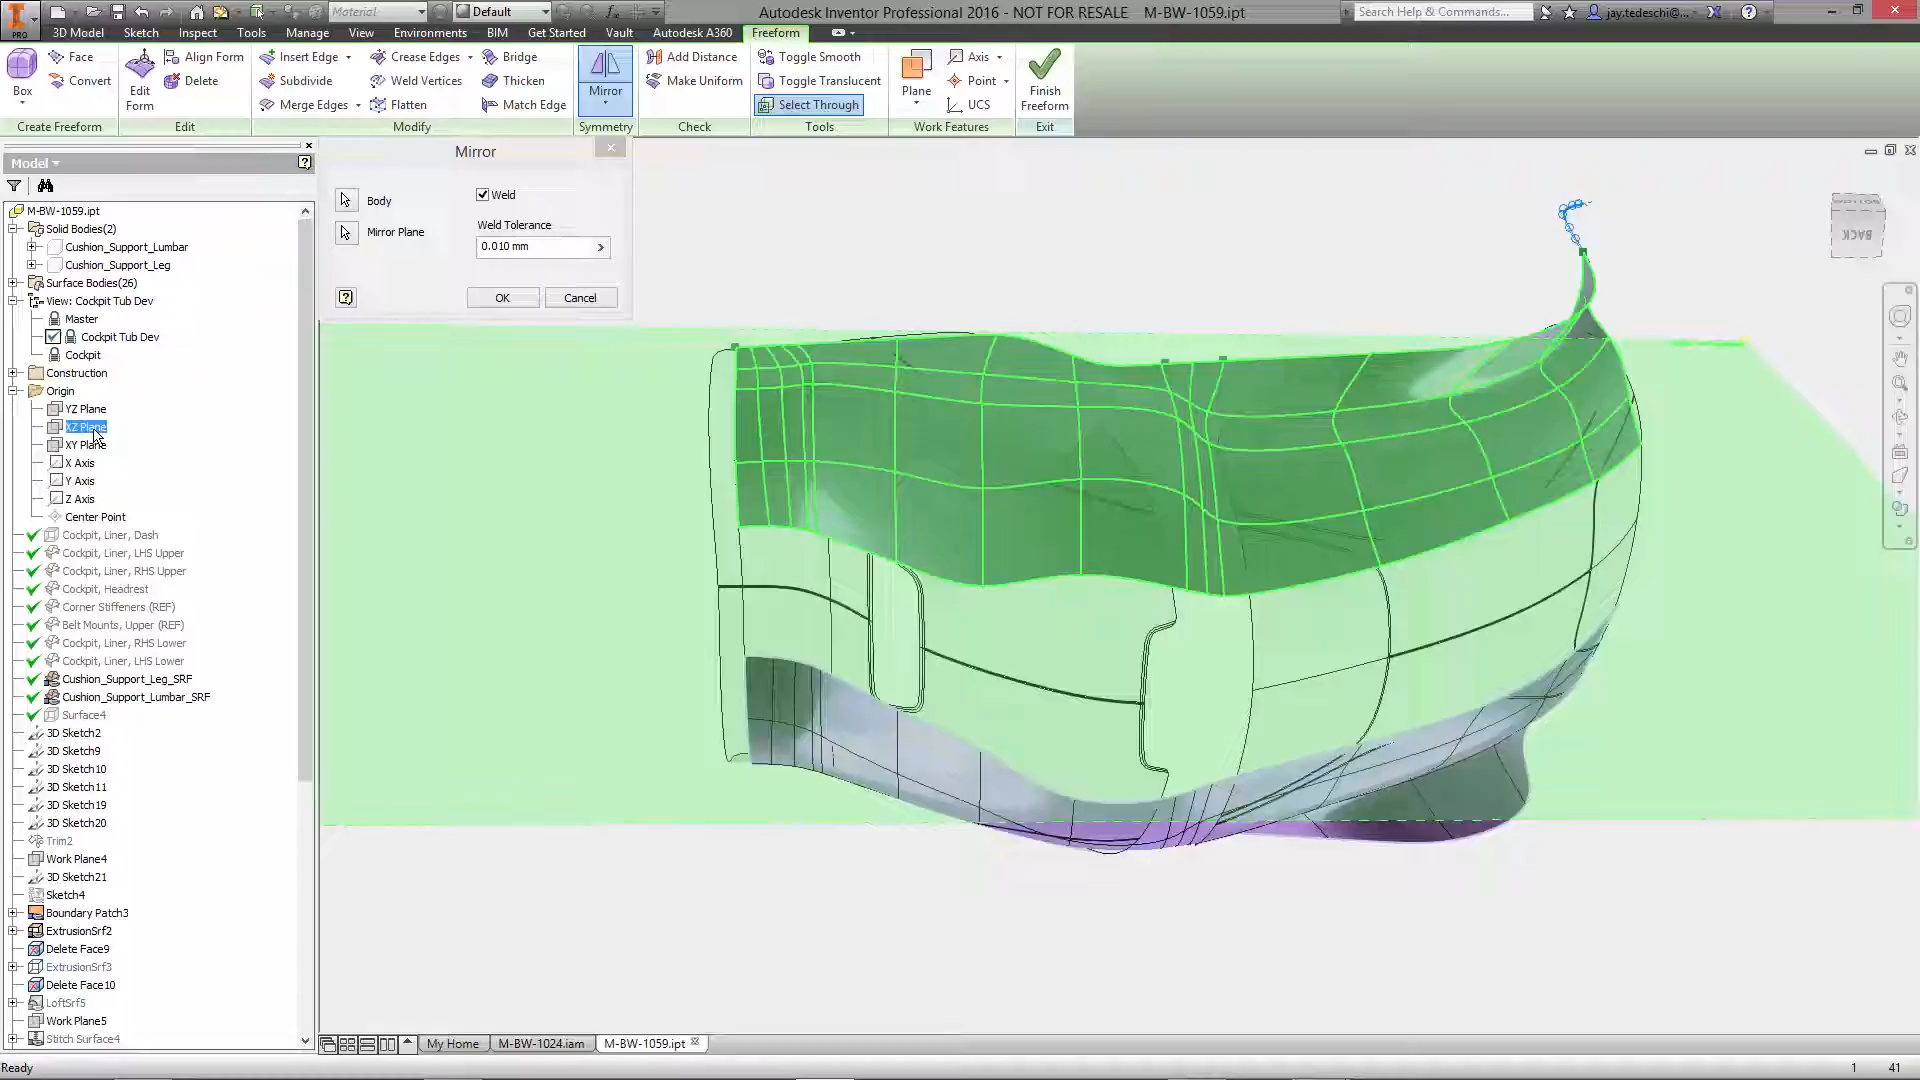 Material
Default
Autodesk Inventor Professional 2016 - NOT FOR RESALE M-BW-1059.ipt
Search Help & Commands...
jay.tedeschi@...
PRO
3D Model Sketch Inspect Tools Manage View Environments BIM Get Started Vault Autodesk A360 Freeform
Box
Face
Convert
Create Freeform
Edit
Form
Align Form
Delete
Edit
Insert Edge
Subdivide
Merge Edges
Crease Edges
Weld Vertices
Flatten
Bridge
Thicken
Match Edge
Modify
Mirror
Symmetry
Add Distance
Make Uniform
Check
Toggle Smooth
Toggle Translucent
Select Through
Tools
Plane
Axis
Point
UCS
Work Features
Finish
Freeform
Exit
Model
M-BW-1059.ipt
Solid Bodies(2)
Cushion_Support_Lumbar
Cushion_Support_Leg
Surface Bodies(26)
View: Cockpit Tub Dev
Master
Cockpit Tub Dev
Cockpit
Construction
Origin
YZ Plane
XZ Plane
XY Plane
X Axis
Y Axis
Z Axis
Center Point
Cockpit, Liner, Dash
Cockpit, Liner, LHS Upper
Cockpit, Liner, RHS Upper
Cockpit, Headrest
Corner Stiffeners (REF)
Belt Mounts, Upper (REF)
Cockpit, Liner, RHS Lower
Cockpit, Liner, LHS Lower
Cushion_Support_Leg_SRF
Cushion_Support_Lumbar_SRF
Surface4
3D Sketch2
3D Sketch9
3D Sketch10
3D Sketch11
3D Sketch19
3D Sketch20
Trim2
Work Plane4
3D Sketch21
Sketch4
Boundary Patch3
ExtrusionSrf2
Delete Face9
ExtrusionSrf3
Delete Face10
LoftSrf5
Work Plane5
Stitch Surface4
Mirror
Body
Mirror Plane
Weld
Weld Tolerance
0.010 mm
OK
Cancel
BOTTOM
BACK
My Home
M-BW-1024.iam
M-BW-1059.ipt
Ready
1
41